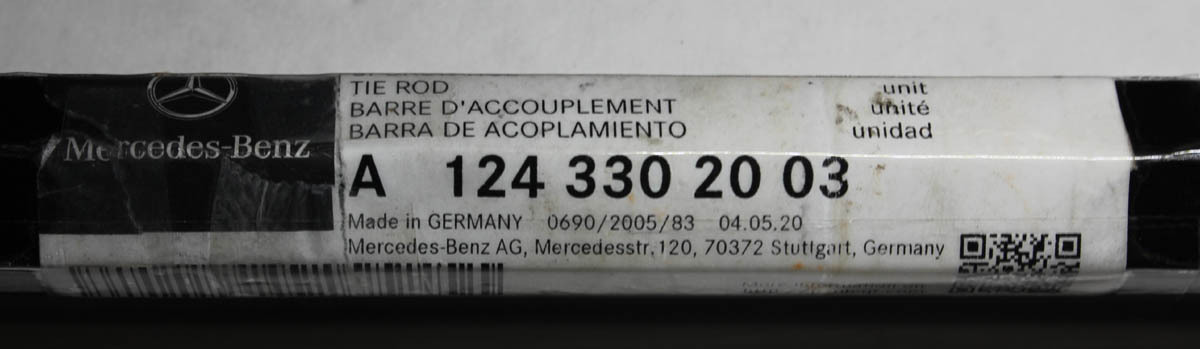 Mercedes-Benz
TIE ROD unit
BARRE D'ACCOUPLEMENT unité
BARRA DE ACOPLAMIENTO unidad
A 124 330 20 03
Made in GERMANY 0690/2005/83 04.05.20
Mercedes-Benz AG, Mercedesstr.120, 70372 Stuttgart, Germany